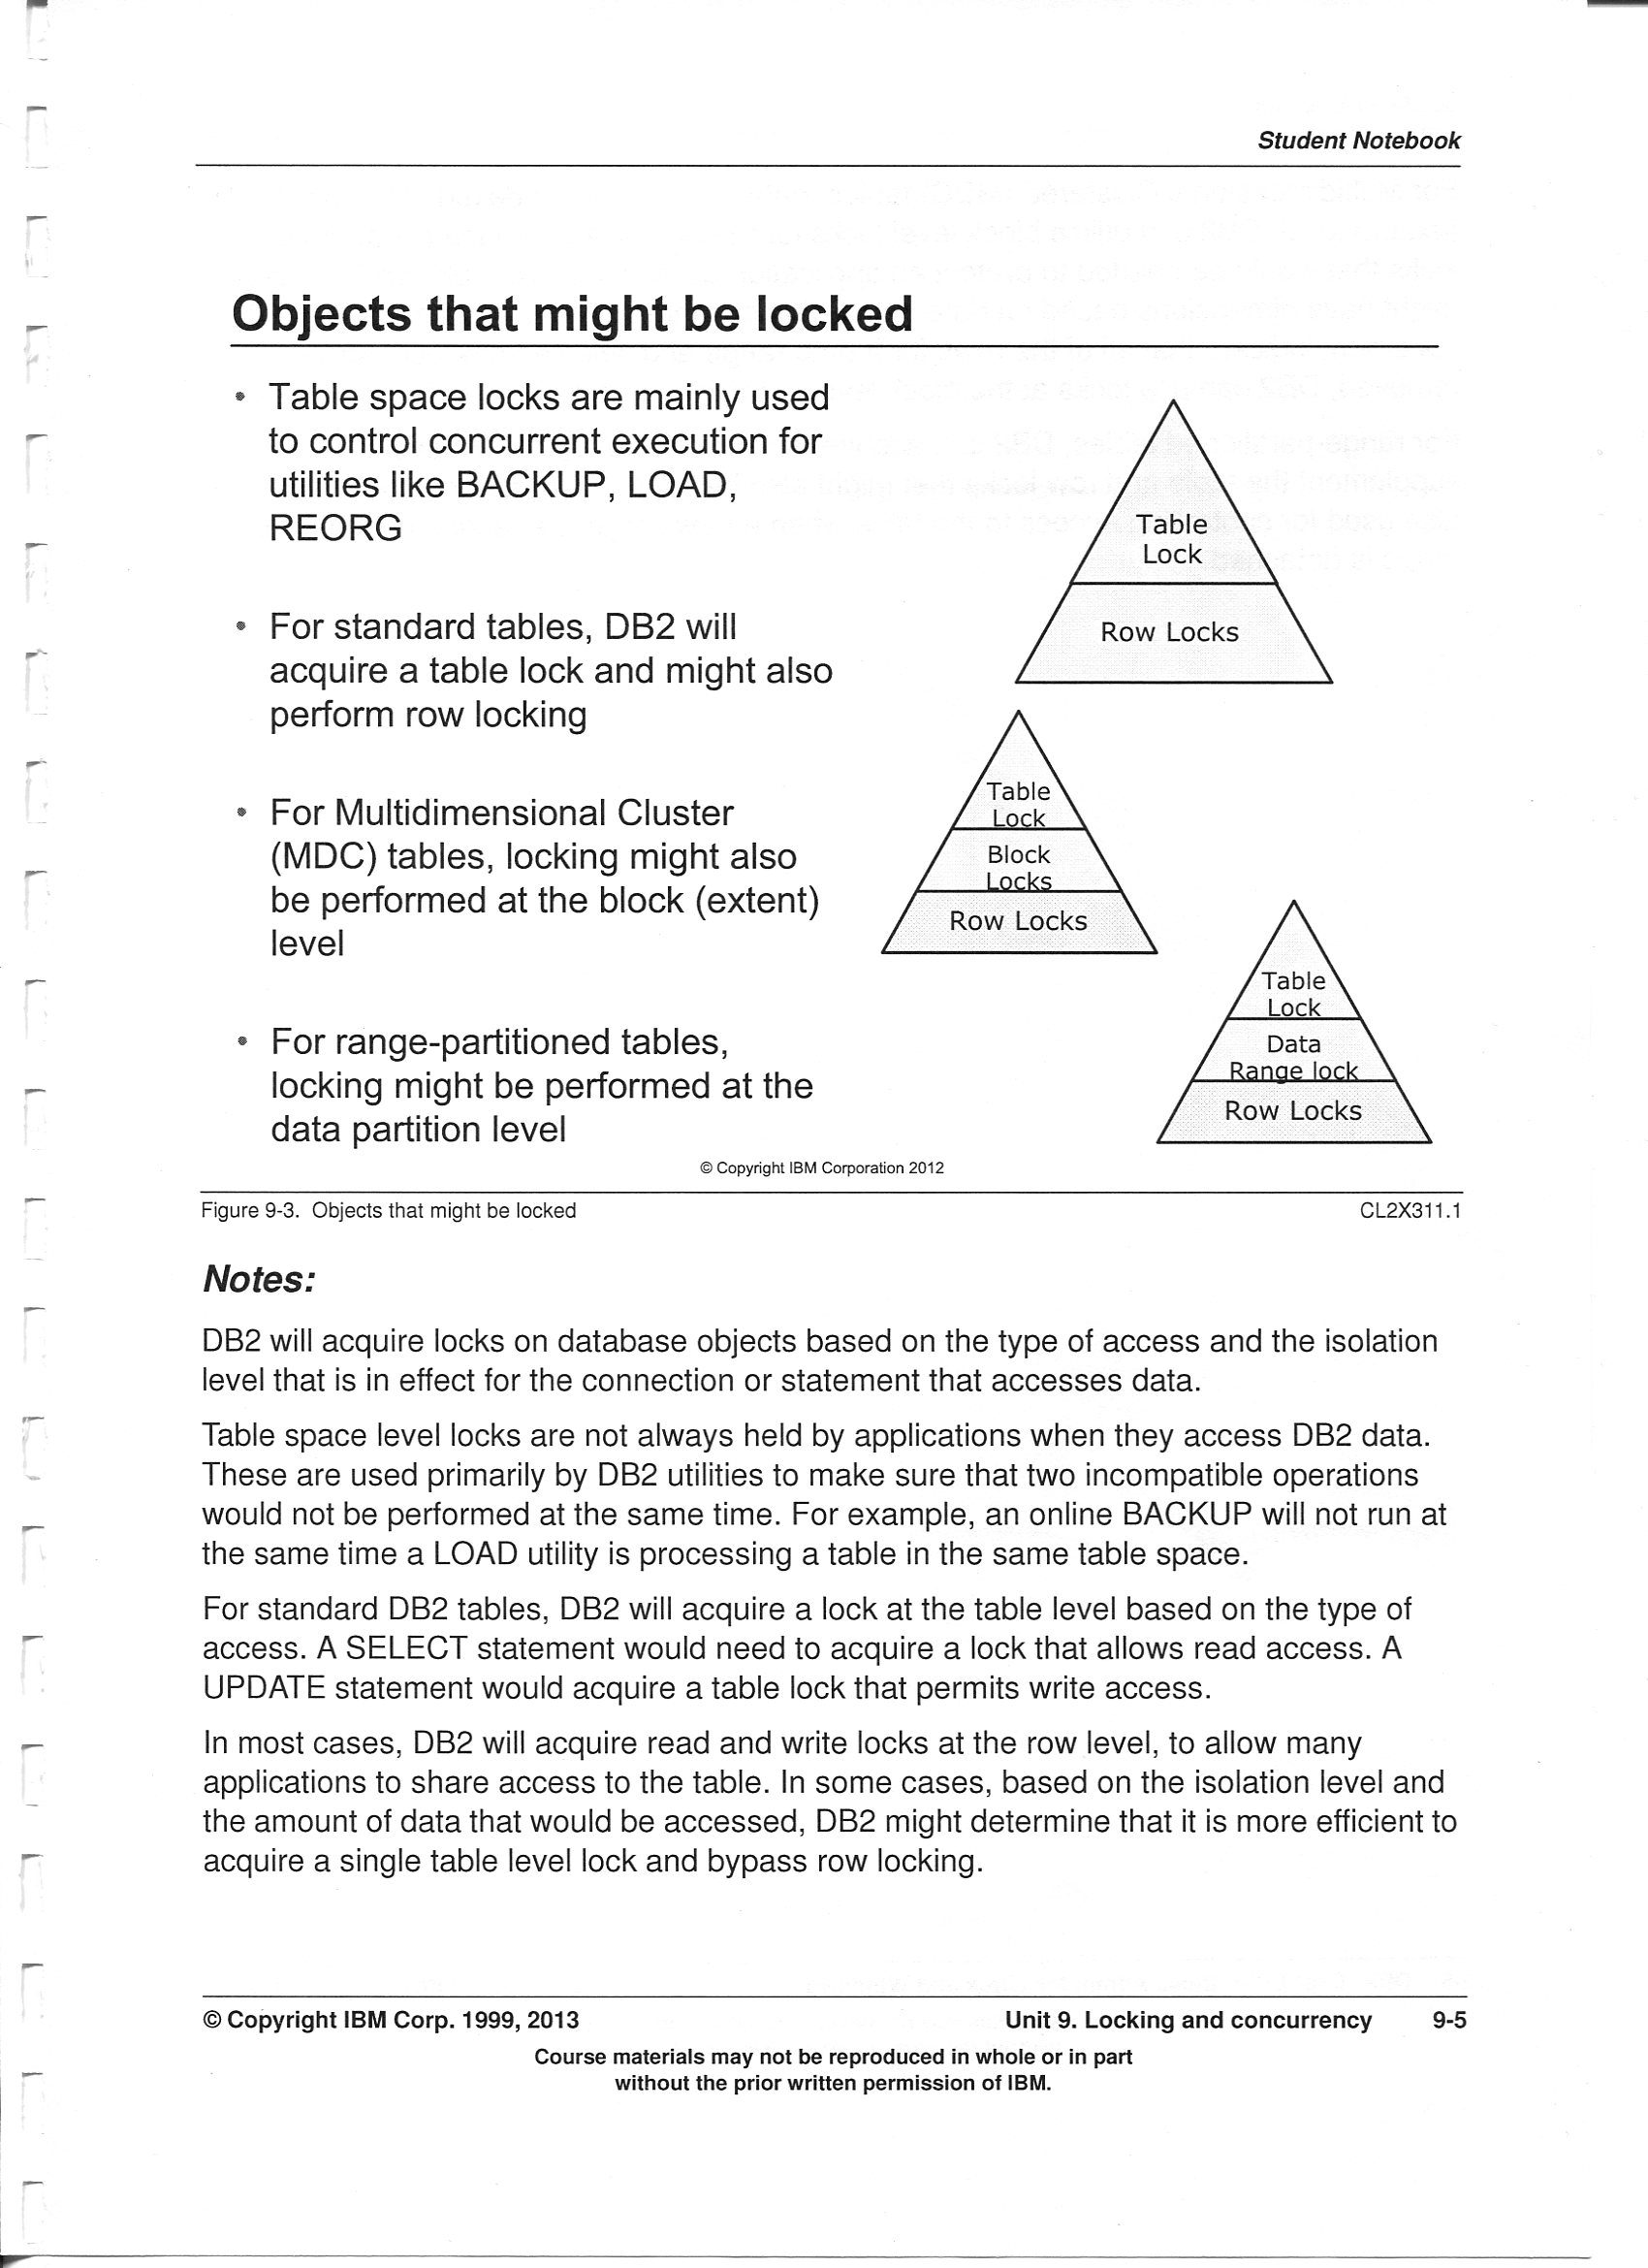 Student Notebook
Objects that might be locked
• Table space locks are mainly used
to control concurrent execution for
utilities like BACKUP, LOAD,
REORG
• For standard tables, DB2 will
acquire a table lock and might also
perform row locking
• For Multidimensional Cluster
(MDC) tables, locking might also
be performed at the block (extent)
level
• For range-partitioned tables,
locking might be performed at the
data partition level
Table
Lock
Row Locks
Table
Lock
Block
Locks
Row Locks
Table
Lock
Data
Range lock
Row Locks
© Copyright IBM Corporation 2012
Figure 9-3. Objects that might be locked CL2X311.1
Notes:
DB2 will acquire locks on database objects based on the type of access and the isolation
level that is in effect for the connection or statement that accesses data.
Table space level locks are not always held by applications when they access DB2 data.
These are used primarily by DB2 utilities to make sure that two incompatible operations
would not be performed at the same time. For example, an online BACKUP will not run at
the same time a LOAD utility is processing a table in the same table space.
For standard DB2 tables, DB2 will acquire a lock at the table level based on the type of
access. A SELECT statement would need to acquire a lock that allows read access. A
UPDATE statement would acquire a table lock that permits write access.
In most cases, DB2 will acquire read and write locks at the row level, to allow many
applications to share access to the table. In some cases, based on the isolation level and
the amount of data that would be accessed, DB2 might determine that it is more efficient to
acquire a single table level lock and bypass row locking.
© Copyright IBM Corp. 1999, 2013 Unit 9. Locking and concurrency 9-5
Course materials may not be reproduced in whole or in part
without the prior written permission of IBM.